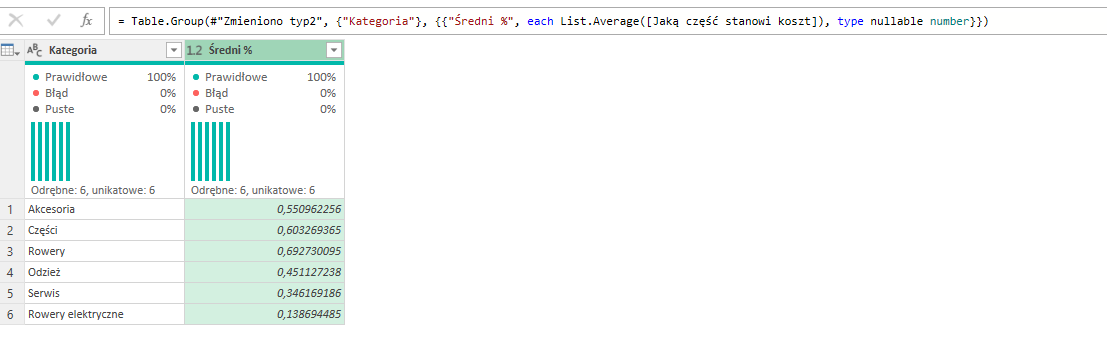 = Table.Group(#"Zmieniono typ2", {"Kategoria"}, {{"Średni %", each List.Average([Jaką część stanowi koszt]), type nullable number}})
ABC Kategoria 1.2 Średni %
Prawidłowe 100% Prawidłowe 100%
Błąd 0% Błąd 0%
Puste 0% Puste 0%
Odrębne: 6, unikatowe: 6 Odrębne: 6, unikatowe: 6
1 Akcesoria 0,550962256
2 Części 0,603269365
3 Rowery 0,692730095
4 Odzież 0,451127238
5 Serwis 0,346169186
6 Rowery elektryczne 0,138694485